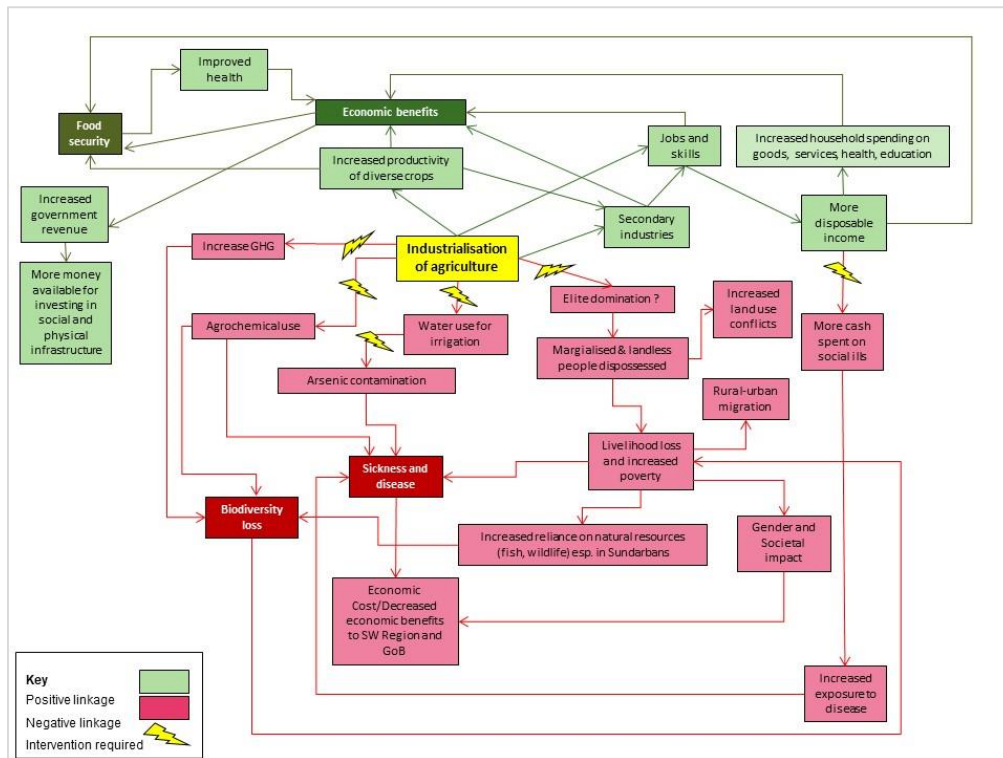 Improved
health
Economic benefits
Food
security
Jobs and
skills
Increased household spending on
goods, services, health, education
Increased productivity
of diverse crops
Increased
government
revenue
Secondary
industries
More
disposable
income
Increase GHG
Industrialisation
of agriculture
More money
available for
investing in
social and
physical
infrastructure
Elite domination ?
Increased
land use
conflicts
Agrochemical use
Water use for
irrigation
More cash
spent on
social ills
Margialised & landless
people dispossessed
Arsenic contamination
Rural-urban
migration
Livelihood loss
and increased
poverty
Sickness and
disease
Biodiversity
loss
Increased reliance on natural resources
(fish, wildlife) esp. in Sundarbans
Gender and
Societal
impact
Economic
Cost/Decreased
economic benefits
to SW Region and
GoB
Increased
exposure to
disease
Key
Positive linkage
Negative linkage
Intervention required